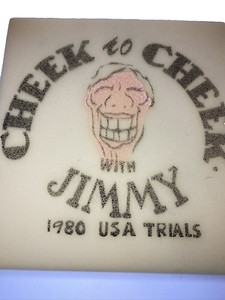 CHEEK to CHEEK
WITH
JIMMY
1980 USA TRIALS